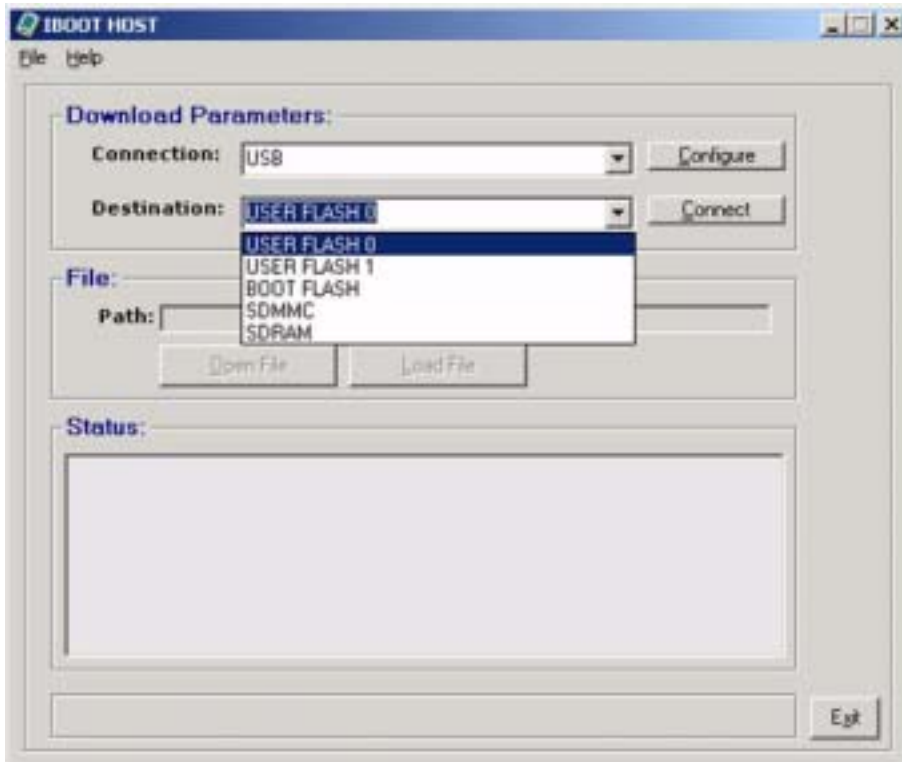 IBOOT HOST
File Help
Download Parameters:
Connection: USB Configure
Destination: USER FLASH 0 Connect
USER FLASH 0
USER FLASH 1
BOOT FLASH
SDMMC
SDRAM
File:
Path:
Open File Load File
Status:
Exit